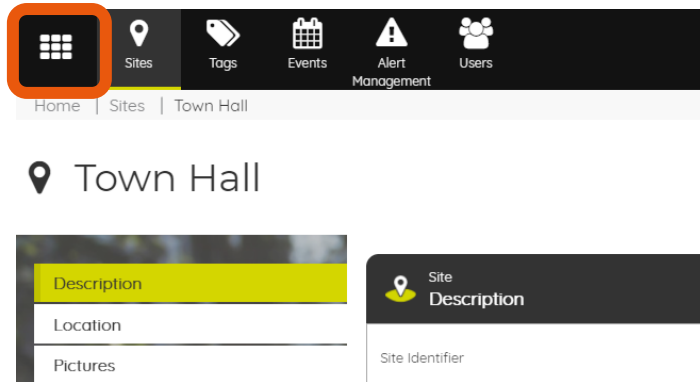 Sites
Tags
Events
Alert
Management
Users
Home | Sites | Town Hall
Town Hall
Description
Location
Pictures
Site
Description
Site Identifier